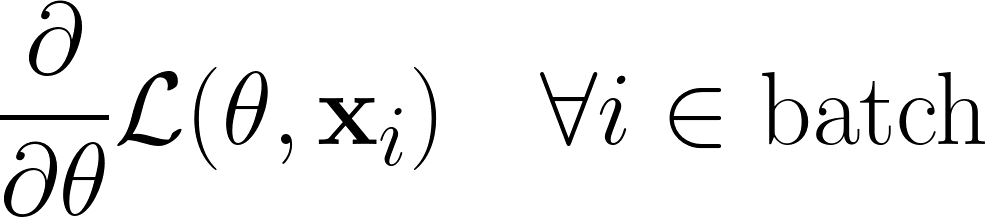 ∂/∂θ 𝓛(θ, 𝐱ᵢ) ∀i ∈ batch